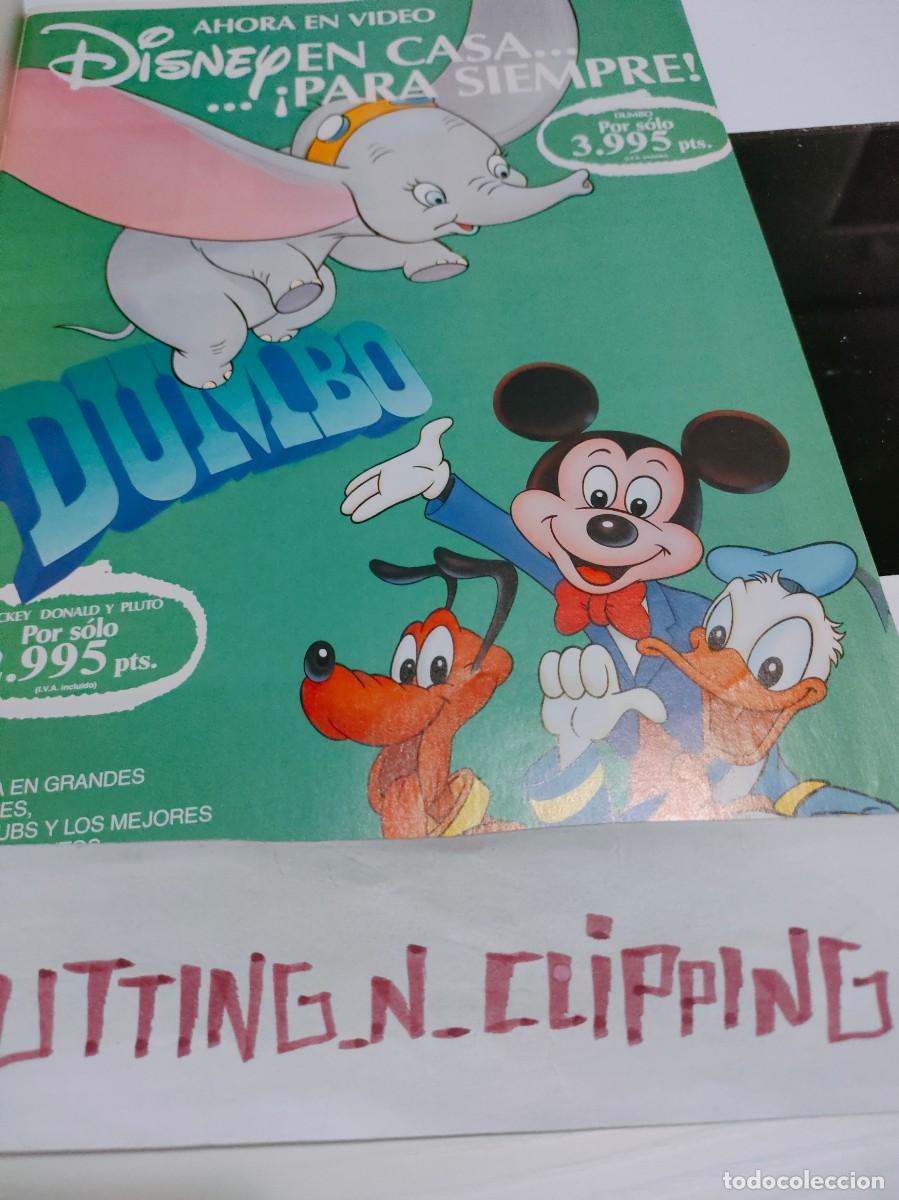 AHORA EN VIDEO
Disney EN CASA...
... ¡PARA SIEMPRE!
DUMBO
Por sólo
3.995 pts.
(I.V.A. incluido)
DUMBO
CKEY DONALD Y PLUTO
Por sólo
.995 pts.
(I.V.A. incluido)
A EN GRANDES
ES,
UBS Y LOS MEJORES
UTTING_N_CLIPPING
todocoleccion